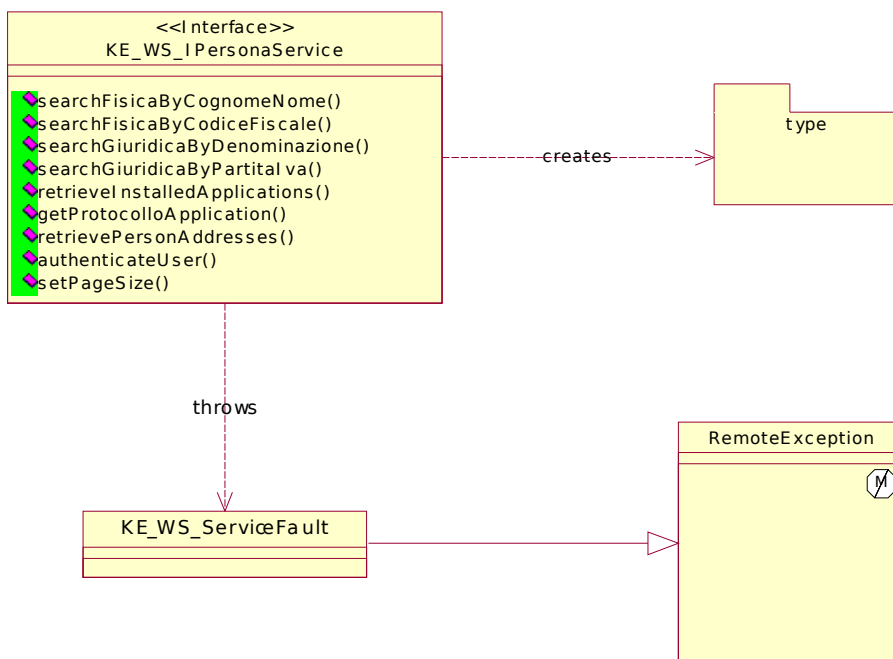 <<Interface>>
KE_WS_IPersonaService
searchFisicaByCognomeNome()
searchFisicaByCodiceFiscale()
searchGiuridicaByDenominazione()
searchGiuridicaByPartitaIva()
retrieveInstalledApplications()
getProtocolloApplication()
retrievePersonAddresses()
authenticateUser()
setPageSize()
creates
type
throws
RemoteException
M
KE_WS_ServiceFault